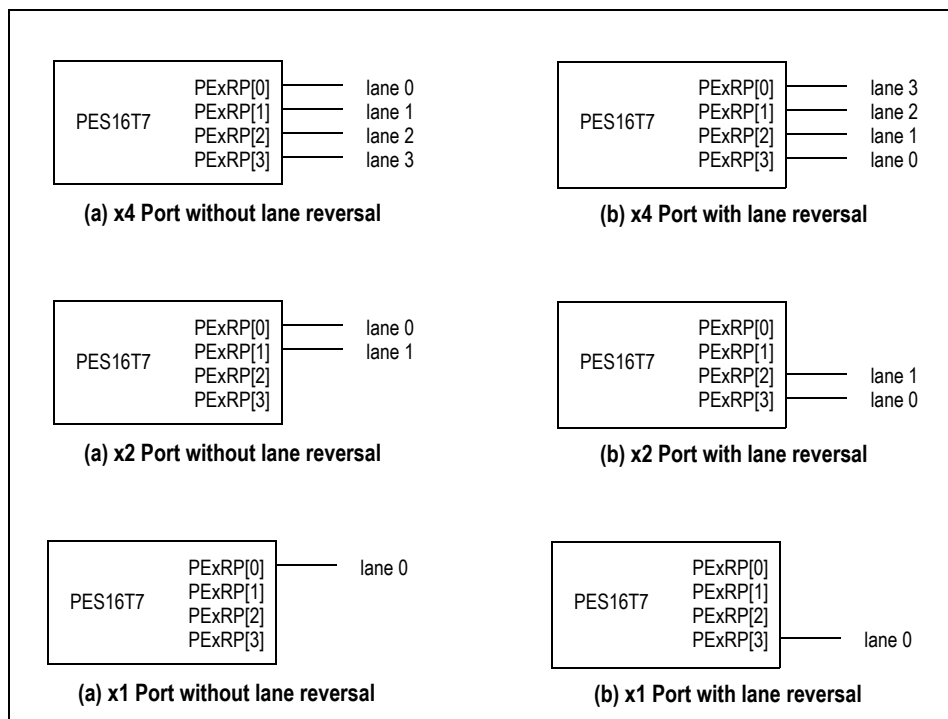 PES16T7
PExRP[0] lane 0
PExRP[1] lane 1
PExRP[2] lane 2
PExRP[3] lane 3
(a) x4 Port without lane reversal
PES16T7
PExRP[0] lane 3
PExRP[1] lane 2
PExRP[2] lane 1
PExRP[3] lane 0
(b) x4 Port with lane reversal
PES16T7
PExRP[0] lane 0
PExRP[1] lane 1
PExRP[2]
PExRP[3]
(a) x2 Port without lane reversal
PES16T7
PExRP[0]
PExRP[1]
PExRP[2] lane 1
PExRP[3] lane 0
(b) x2 Port with lane reversal
PES16T7
PExRP[0] lane 0
PExRP[1]
PExRP[2]
PExRP[3]
(a) x1 Port without lane reversal
PES16T7
PExRP[0]
PExRP[1]
PExRP[2]
PExRP[3] lane 0
(b) x1 Port with lane reversal